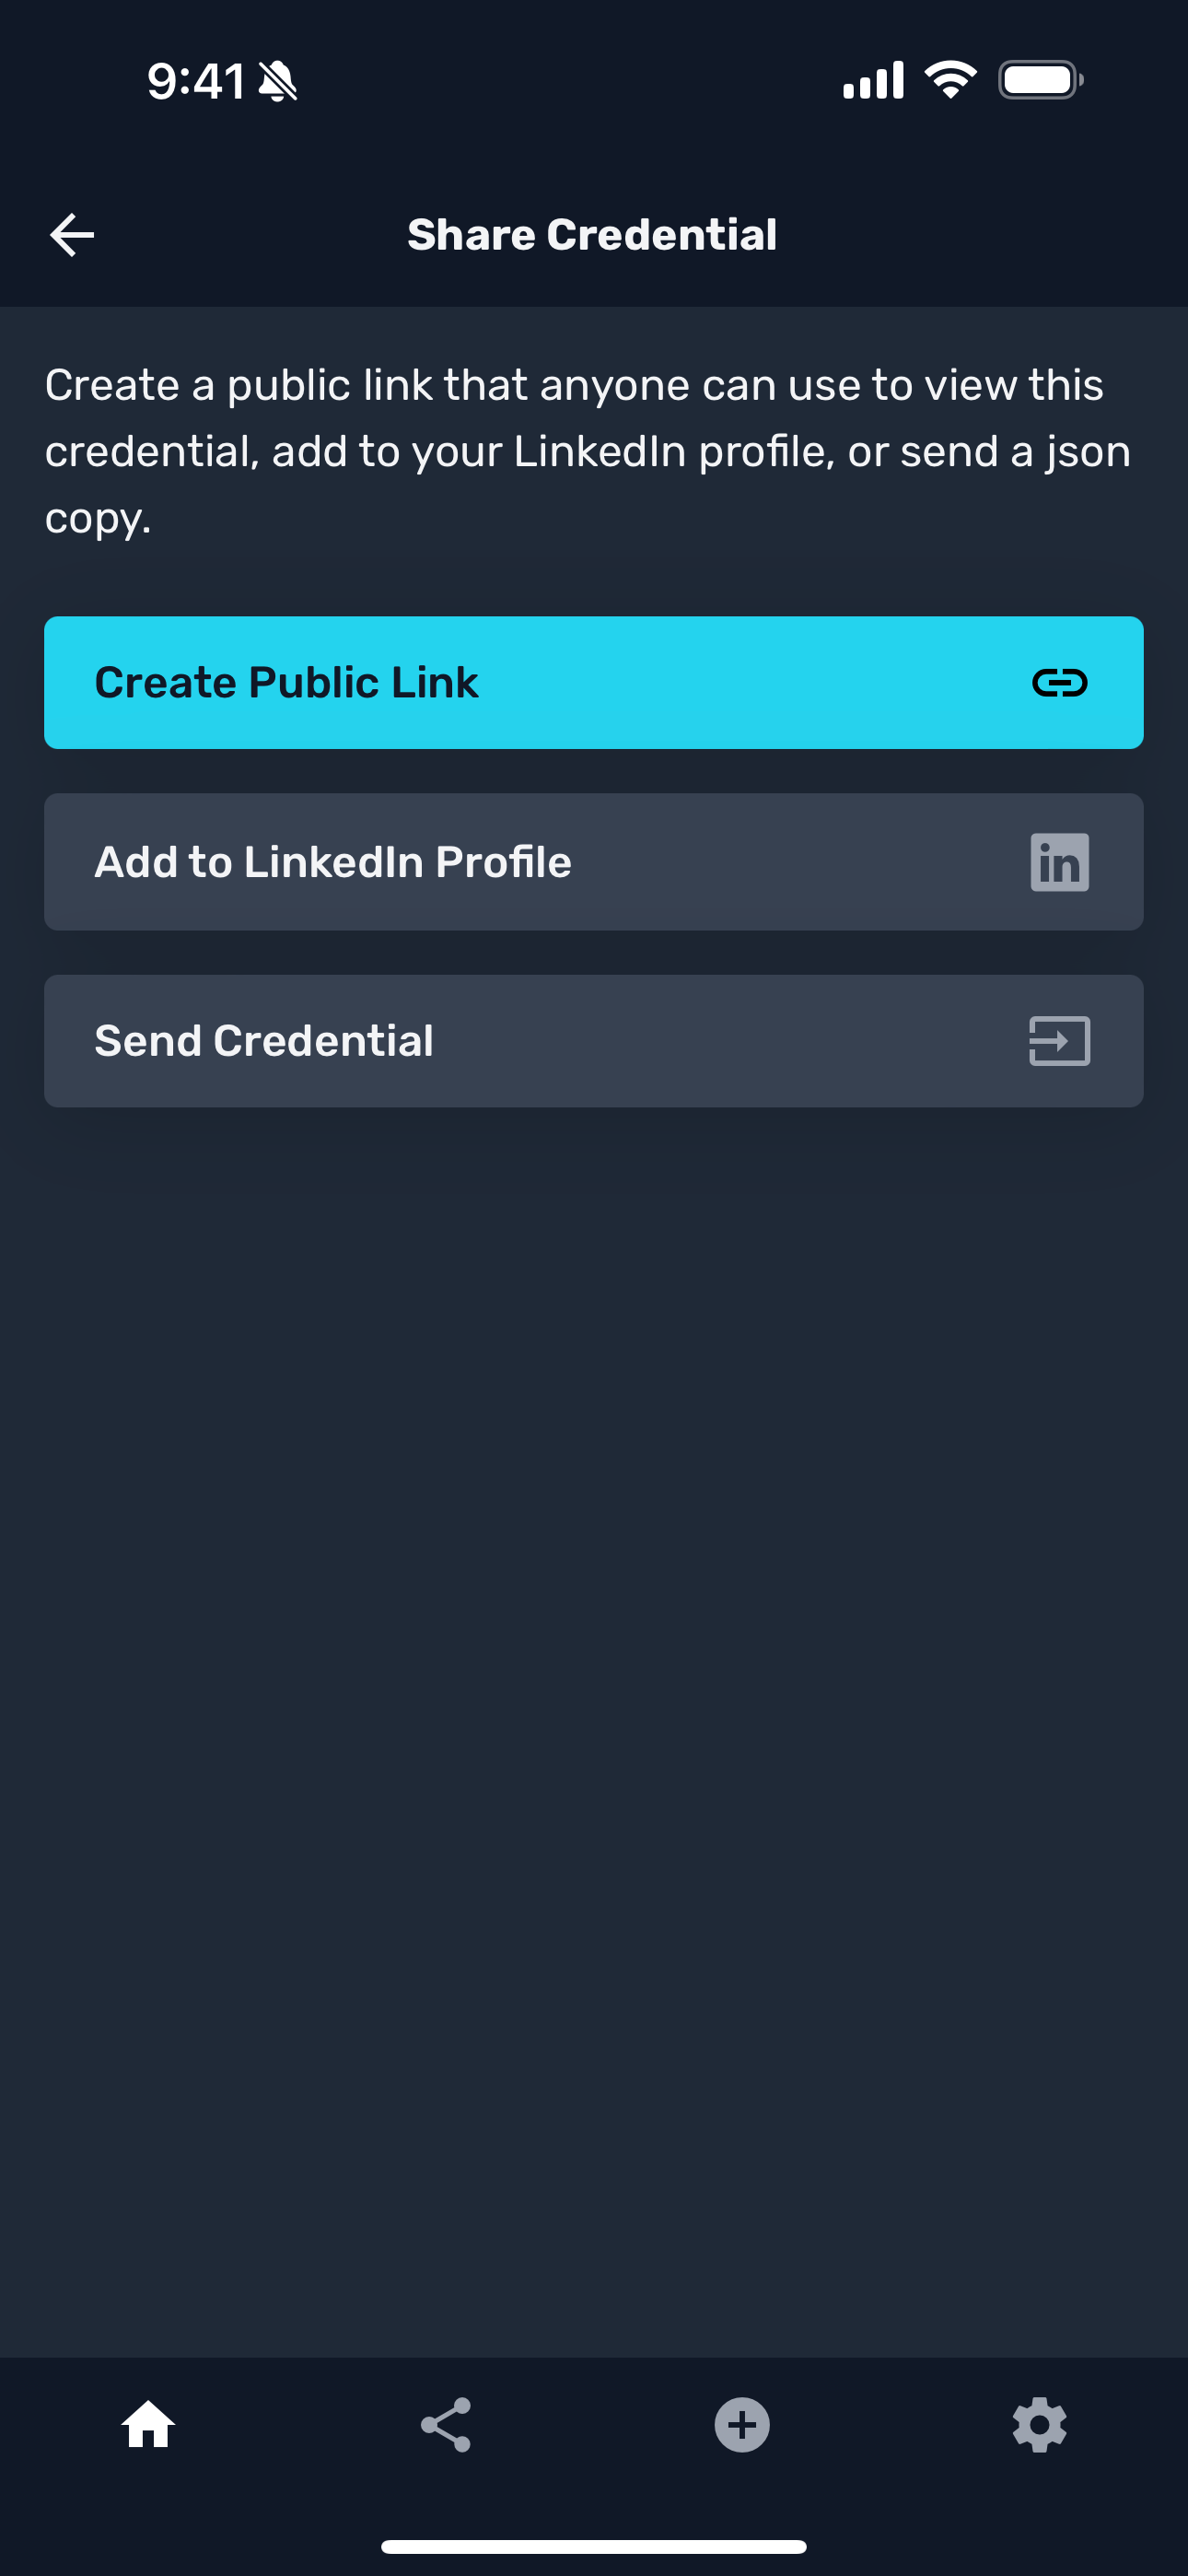 9:41
Share Credential
Create a public link that anyone can use to view this
credential, add to your LinkedIn profile, or send a json
copy.
Create Public Link
Add to LinkedIn Profile
in
Send Credential